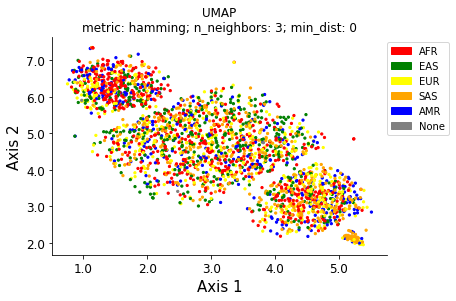 UMAP
metric: hamming; n_neighbors: 3; min_dist: 0
7.0
6.0
5.0
4.0
3.0
2.0
Axis 2
1.0 2.0 3.0 4.0 5.0
Axis 1
AFR
EAS
EUR
SAS
AMR
None